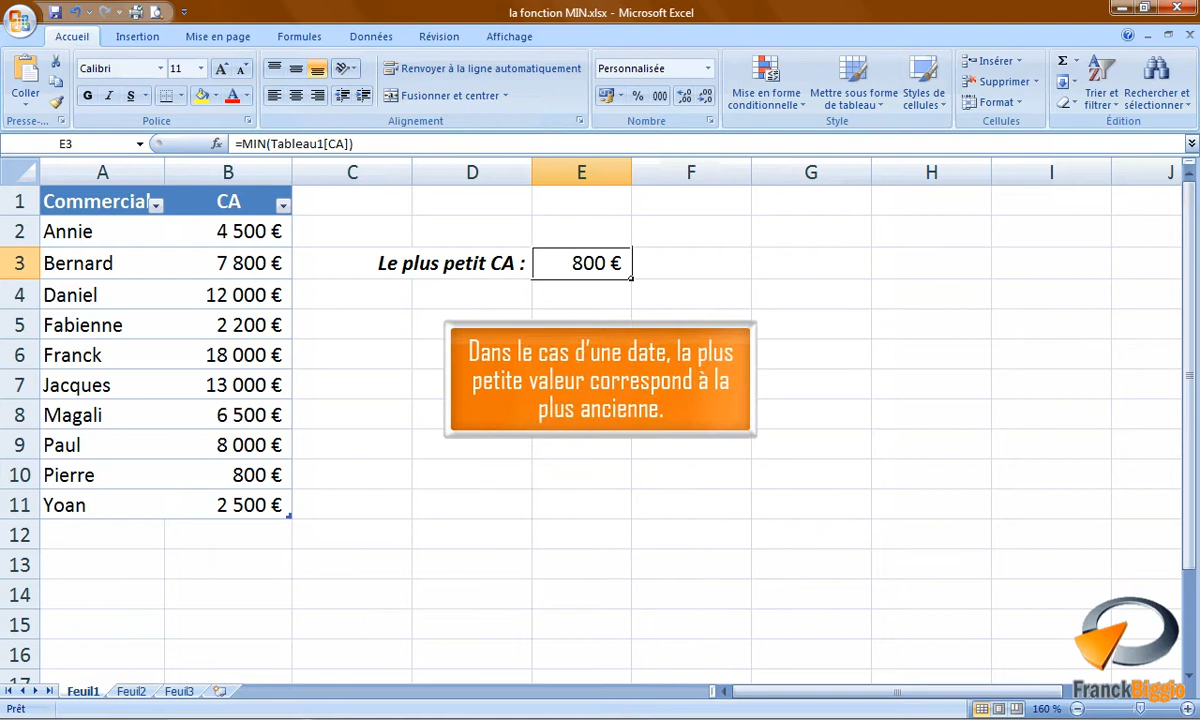 la fonction MIN.xlsx - Microsoft Excel
Accueil Insertion Mise en page Formules Données Révision Affichage
Coller
Calibri 11
G I S
Renvoyer à la ligne automatiquement
Fusionner et centrer
Personnalisée
% 000
Mise en forme conditionnelle
Mettre sous forme de tableau
Styles de cellules
Insérer
Supprimer
Format
Σ
Trier et filtrer
Rechercher et sélectionner
Presse-... Police Alignement Nombre Style Cellules Édition
E3 fx =MIN(Tableau1[CA])
A B C D E F G H I J
1 Commercial CA
2 Annie 4 500 €
3 Bernard 7 800 € Le plus petit CA : 800 €
4 Daniel 12 000 €
5 Fabienne 2 200 €
6 Franck 18 000 €
7 Jacques 13 000 €
8 Magali 6 500 €
9 Paul 8 000 €
10 Pierre 800 €
11 Yoan 2 500 €
12
13
14
15
16
17
Dans le cas d'une date, la plus
petite valeur correspond à la
plus ancienne.
FranckBiggio
Feuil1 Feuil2 Feuil3
Prêt 160 %